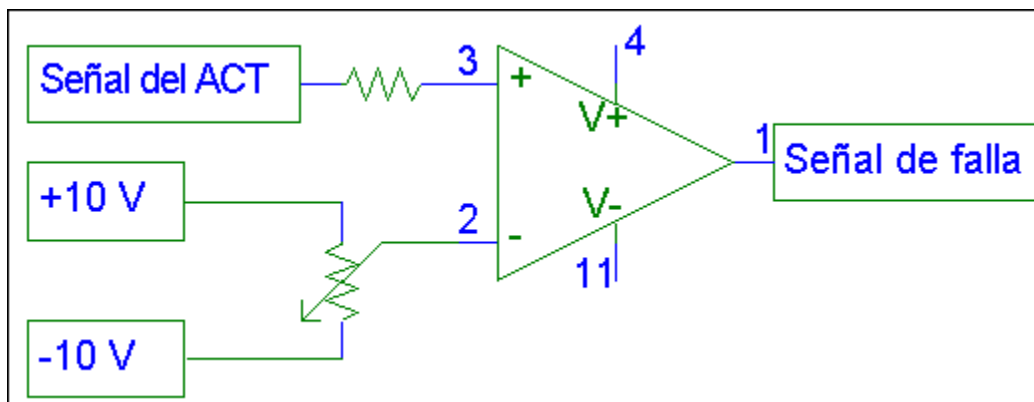 Señal del ACT
3
+
4
V+
1
Señal de falla
+10 V
2
-
V-
11
-10 V